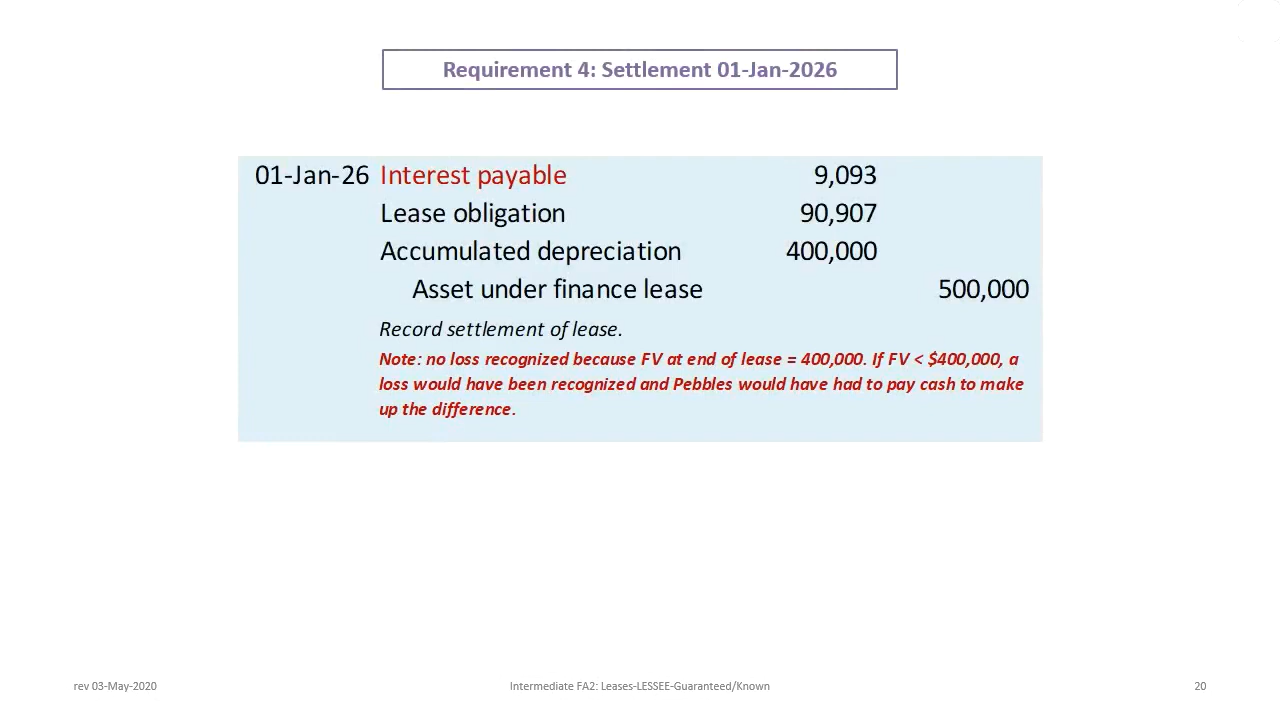 Requirement 4: Settlement 01-Jan-2026
01-Jan-26 Interest payable 9,093
Lease obligation 90,907
Accumulated depreciation 400,000
Asset under finance lease 500,000
Record settlement of lease.
Note: no loss recognized because FV at end of lease = 400,000. If FV < $400,000, a
loss would have been recognized and Pebbles would have had to pay cash to make
up the difference.
rev 03-May-2020 Intermediate FA2: Leases-LESSEE-Guaranteed/Known 20